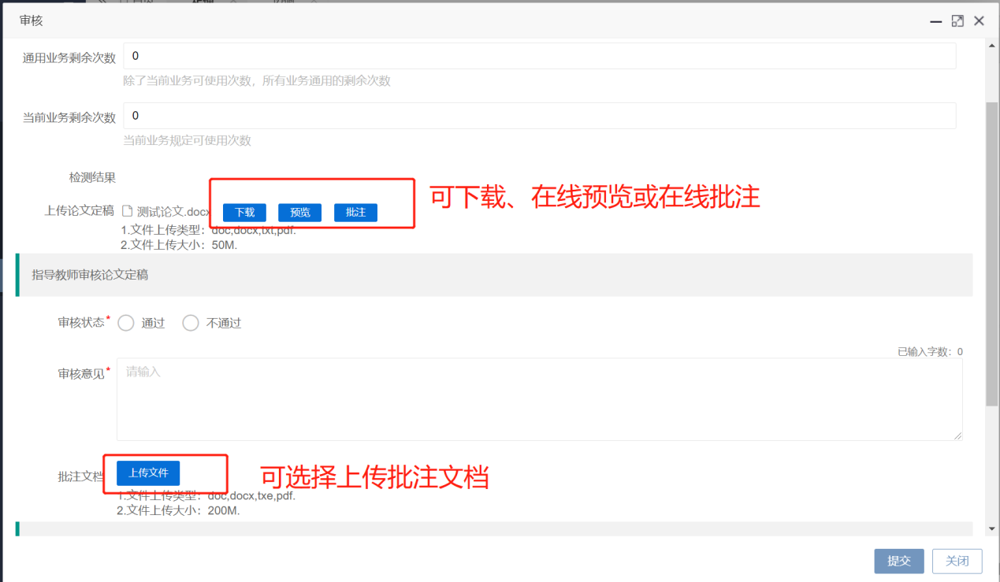 审核
通用业务剩余次数 0
除了当前业务可使用次数，所有业务通用的剩余次数
当前业务剩余次数 0
当前业务规定可使用次数
检测结果
可下载、在线预览或在线批注
上传论文定稿 测试论文.docx 下载 预览 批注
1.文件上传类型：doc,docx,txt,pdf.
2.文件上传大小：50M.
指导教师审核论文定稿
审核状态* 通过 不通过
已输入字数：0
审核意见* 请输入
批注文档 上传文件 可选择上传批注文档
1.文件上传类型：doc,docx,txe,pdf.
2.文件上传大小：200M.
提交 关闭